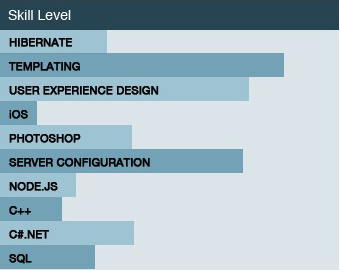 Skill Level
HIBERNATE
TEMPLATING
USER EXPERIENCE DESIGN
iOS
PHOTOSHOP
SERVER CONFIGURATION
NODE.JS
C++
C#.NET
SQL